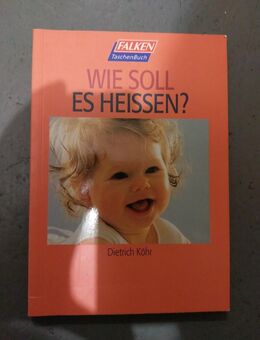 FALKEN
TaschenBuch
WIE SOLL
ES HEISSEN?
Dietrich Köhr